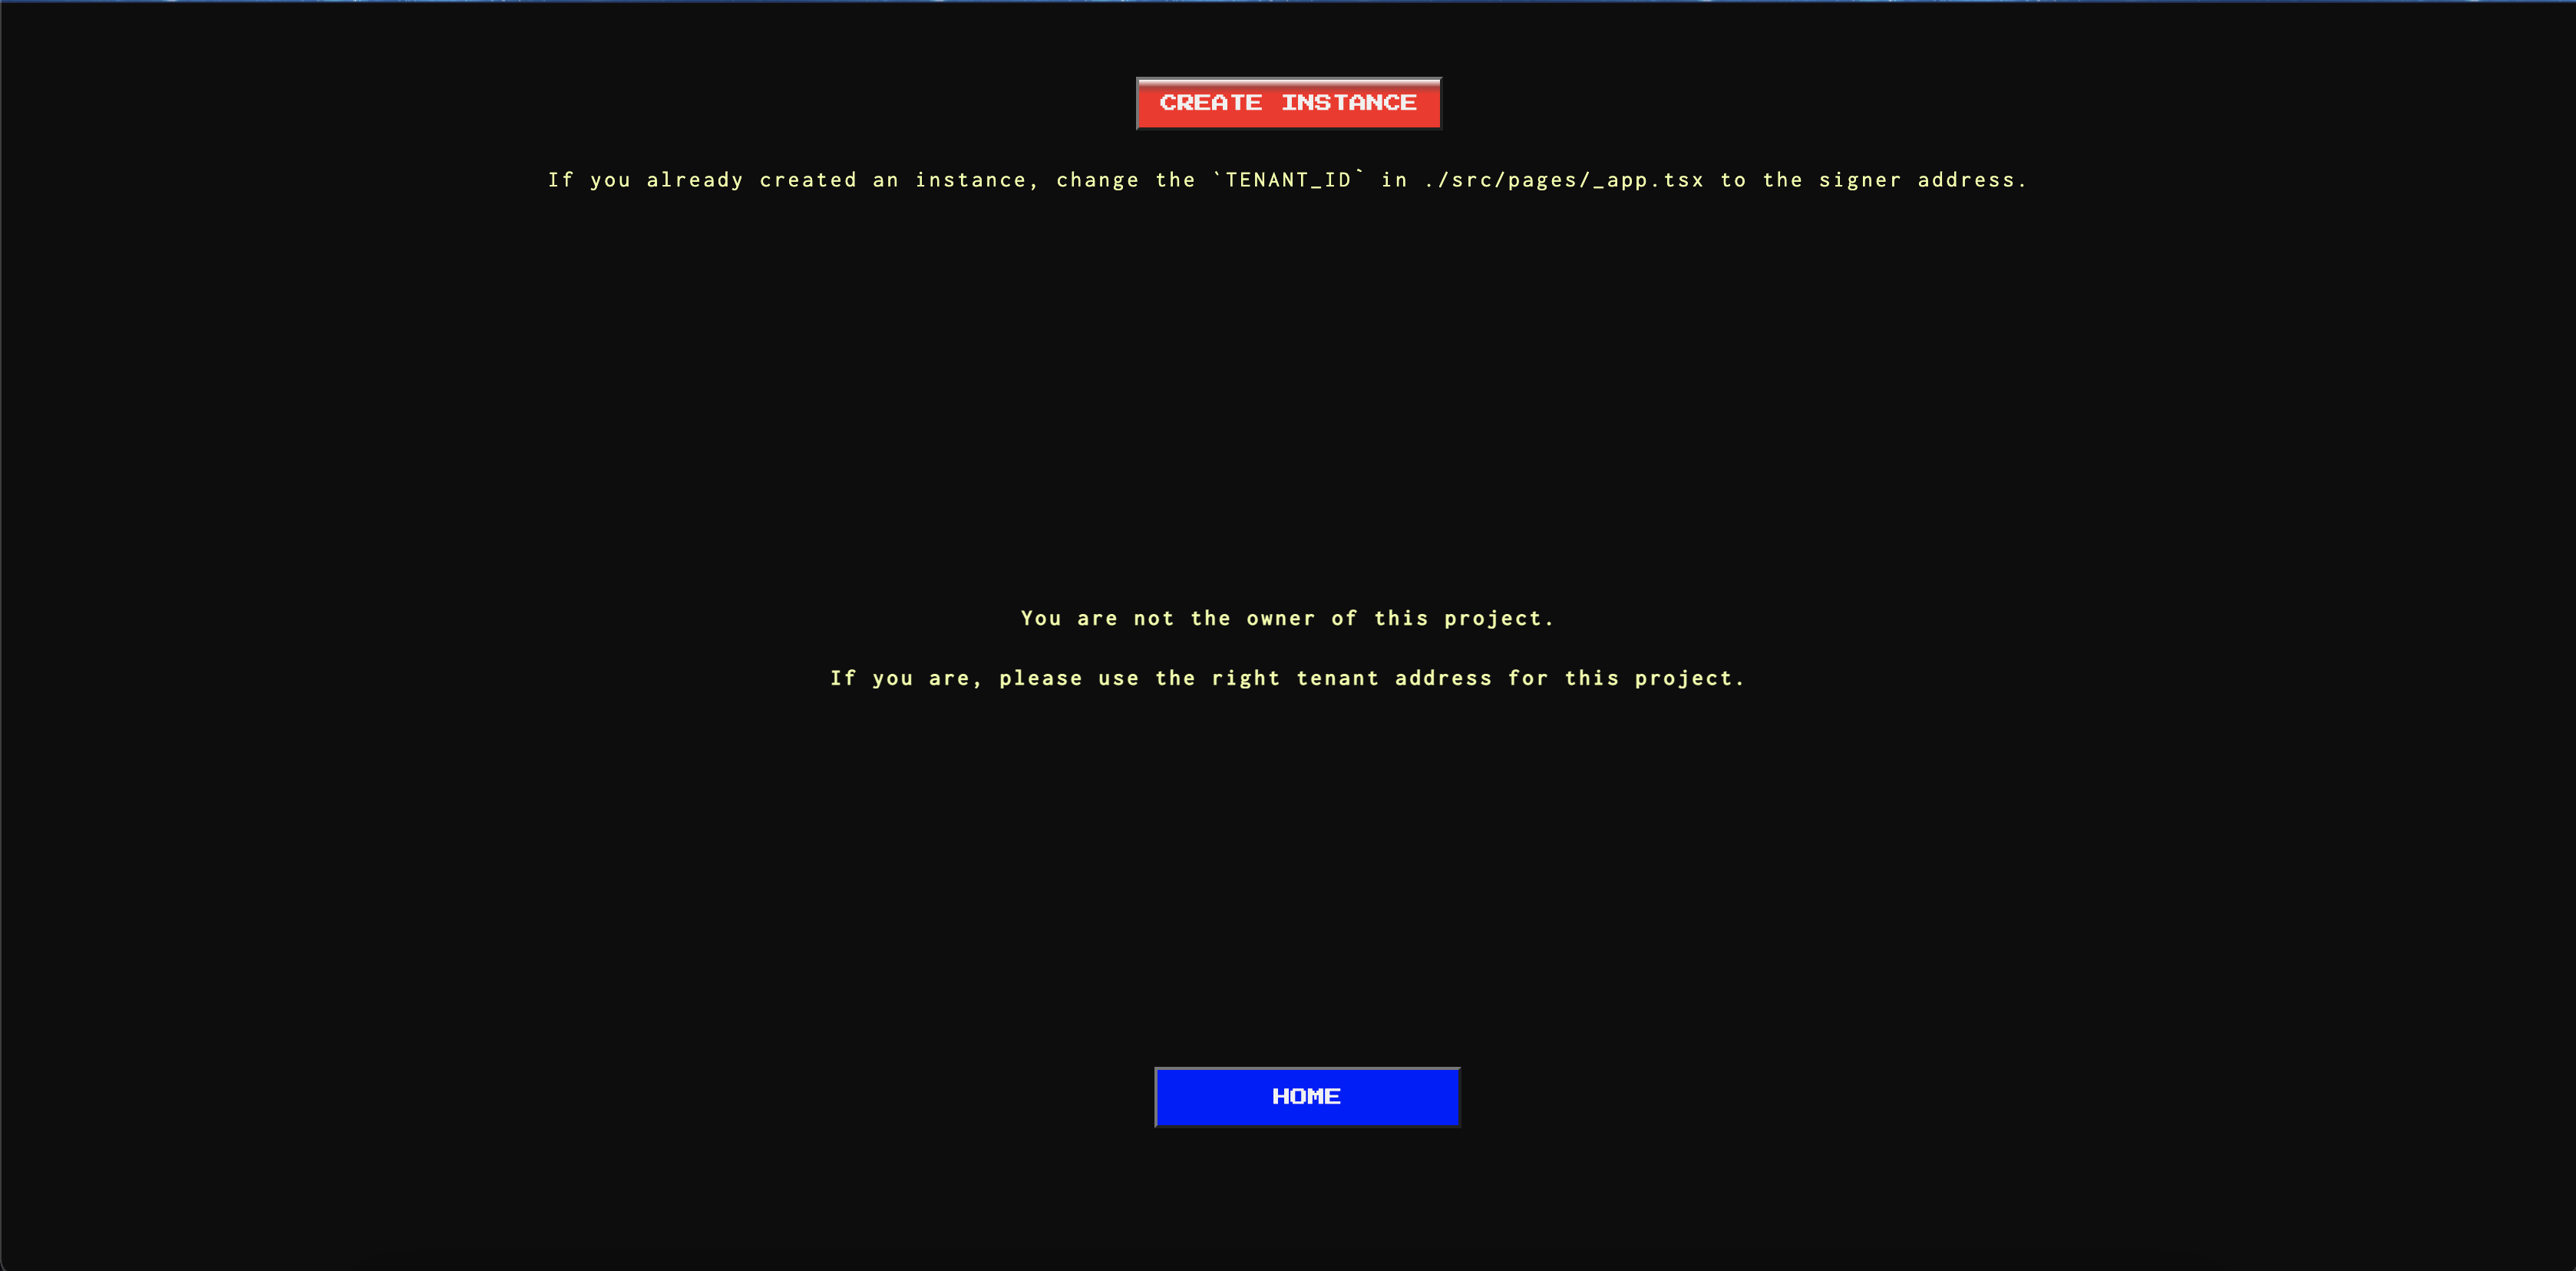 CREATE INSTANCE
If you already created an instance, change the `TENANT_ID` in ./src/pages/_app.tsx to the signer address.
You are not the owner of this project.
If you are, please use the right tenant address for this project.
HOME